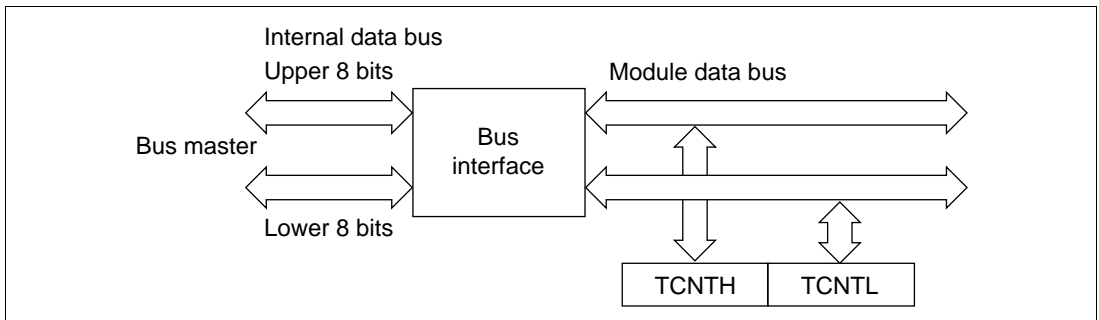 Internal data bus
Upper 8 bits
Module data bus
Bus
interface
Bus master
Lower 8 bits
TCNTH
TCNTL